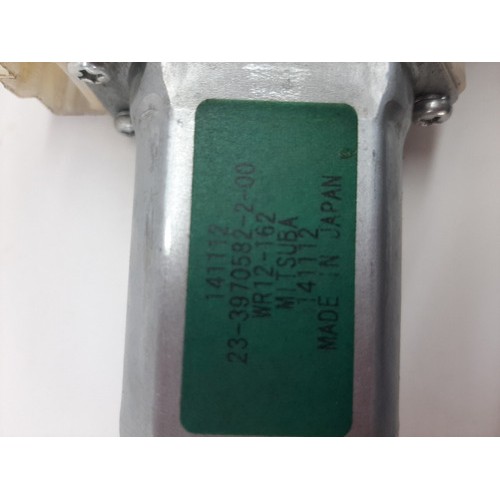 141112
23-3970582-2-00
WR12-162
MITSUBA
141112
MADE IN JAPAN